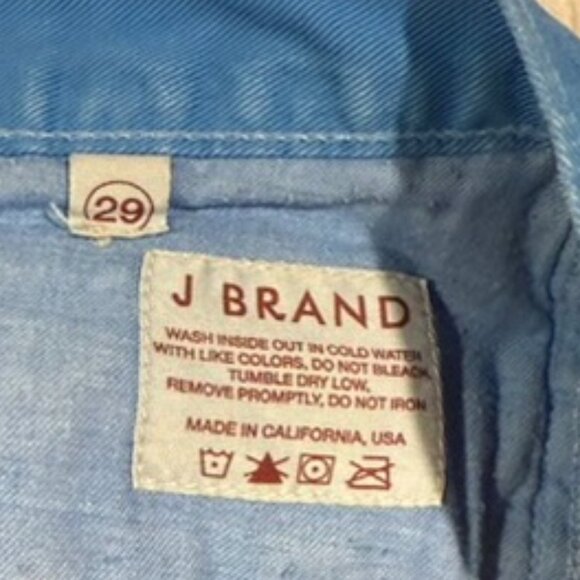 29
J BRAND
WASH INSIDE OUT IN COLD WATER
WITH LIKE COLORS, DO NOT BLEACH,
TUMBLE DRY LOW,
REMOVE PROMPTLY, DO NOT IRON
MADE IN CALIFORNIA, USA